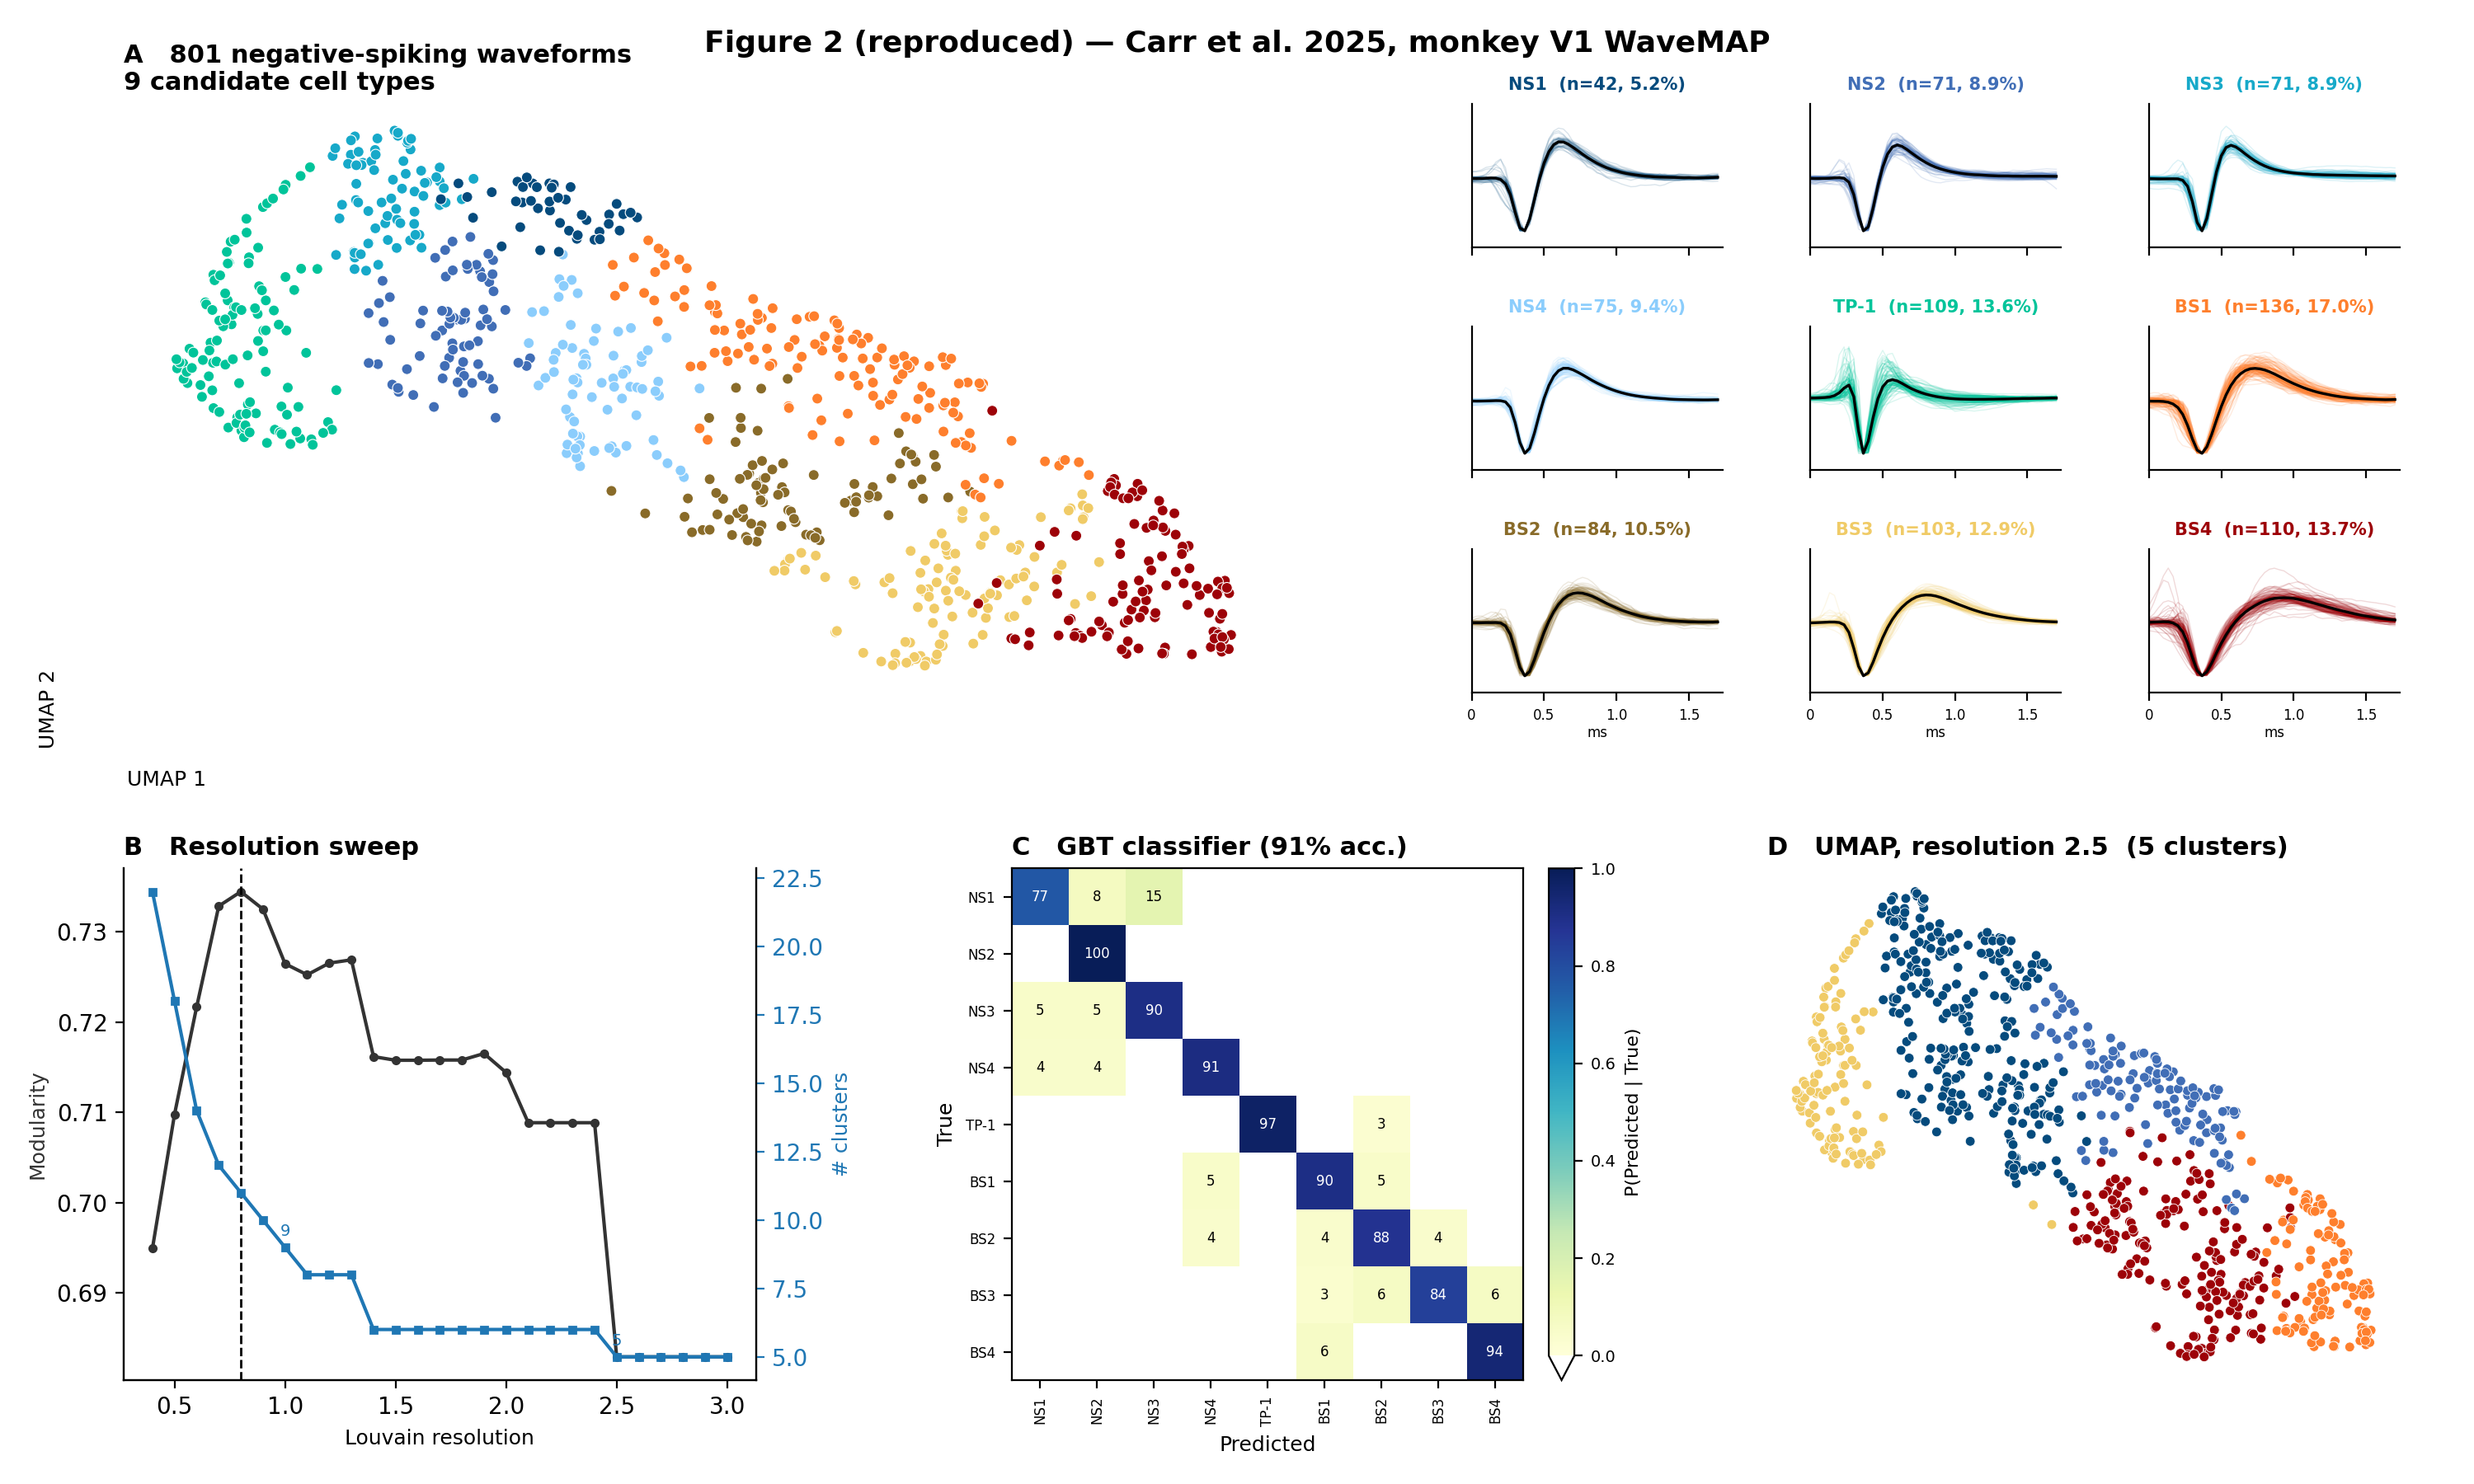 Figure 2 (reproduced) — Carr et al. 2025, monkey V1 WaveMAP
A 801 negative-spiking waveforms
9 candidate cell types
UMAP 2
UMAP 1
NS1 (n=42, 5.2%)
NS2 (n=71, 8.9%)
NS3 (n=71, 8.9%)
NS4 (n=75, 9.4%)
TP-1 (n=109, 13.6%)
BS1 (n=136, 17.0%)
BS2 (n=84, 10.5%)
BS3 (n=103, 12.9%)
BS4 (n=110, 13.7%)
0 0.5 1.0 1.5
ms
0 0.5 1.0 1.5
ms
0 0.5 1.0 1.5
ms
B Resolution sweep
Modularity
0.73
0.72
0.71
0.70
0.69
9
5
22.5
20.0
17.5
15.0
12.5
10.0
7.5
5.0
# clusters
0.5 1.0 1.5 2.0 2.5 3.0
Louvain resolution
C GBT classifier (91% acc.)
True
NS1 77 8 15
NS2 100
NS3 5 5 90
NS4 4 4 91
TP-1 97 3
BS1 5 90 5
BS2 4 4 88 4
BS3 3 6 84 6
BS4 6 94
NS1 NS2 NS3 NS4 TP-1 BS1 BS2 BS3 BS4
Predicted
1.0
0.8
0.6
0.4
0.2
0.0
P(Predicted | True)
D UMAP, resolution 2.5 (5 clusters)